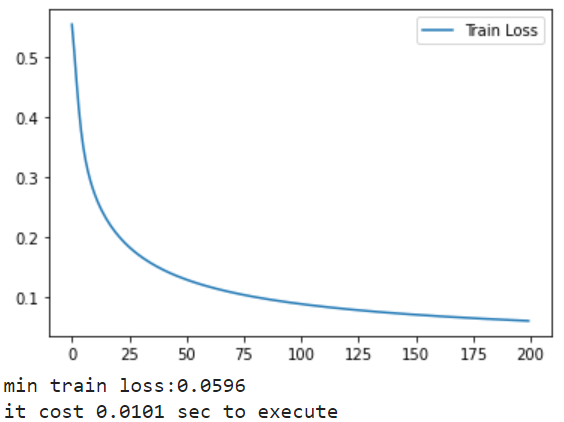 Train Loss
0.5
0.4
0.3
0.2
0.1
0 25 50 75 100 125 150 175 200
min train loss:0.0596
it cost 0.0101 sec to execute